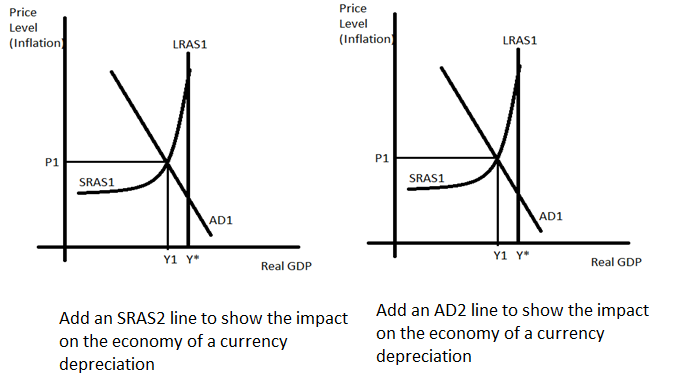 Price
Level
(Inflation)
LRAS1
P1
SRAS1
AD1
Y1 Y*
Real GDP
Add an SRAS2 line to show the impact
on the economy of a currency
depreciation
Price
Level
(Inflation)
LRAS1
P1
SRAS1
AD1
Y1 Y*
Real GDP
Add an AD2 line to show the impact
on the economy of a currency
depreciation